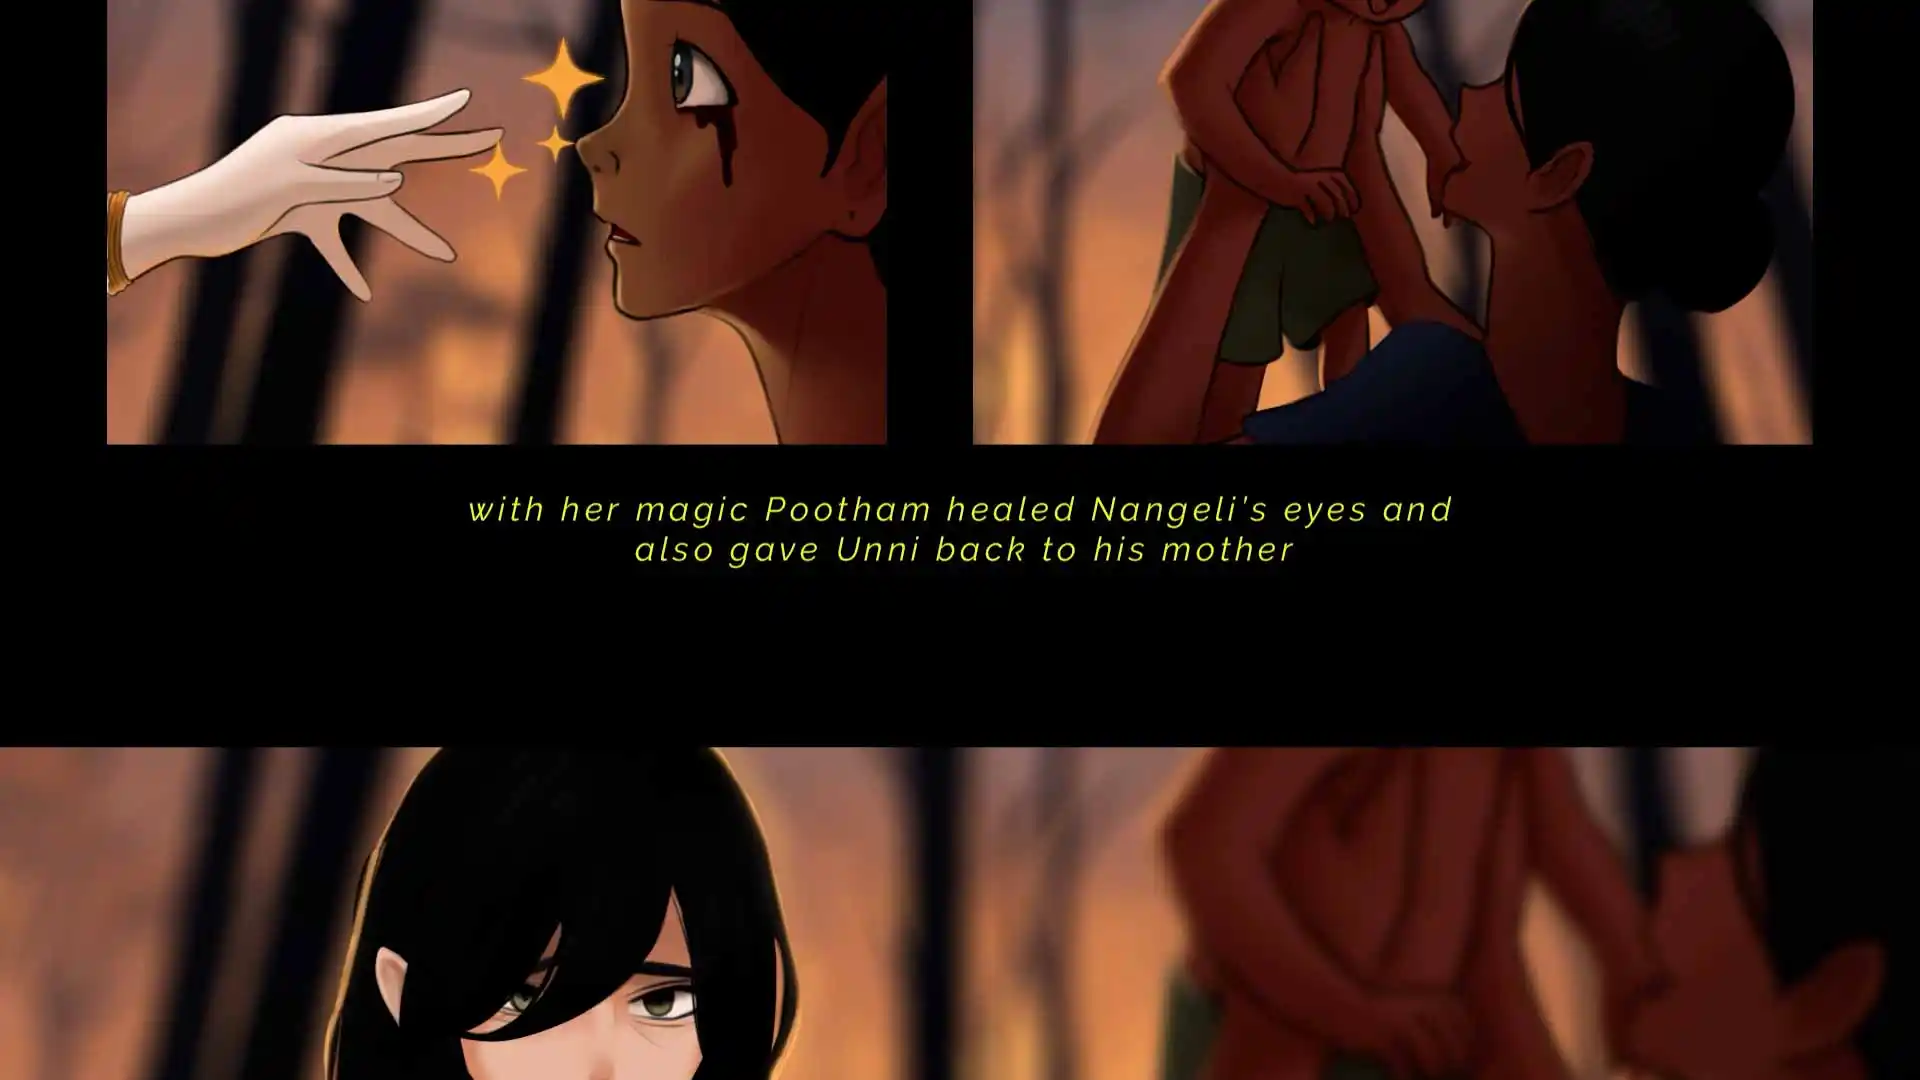 with her magic Pootham healed Nangeli's eyes and
also gave Unni back to his mother